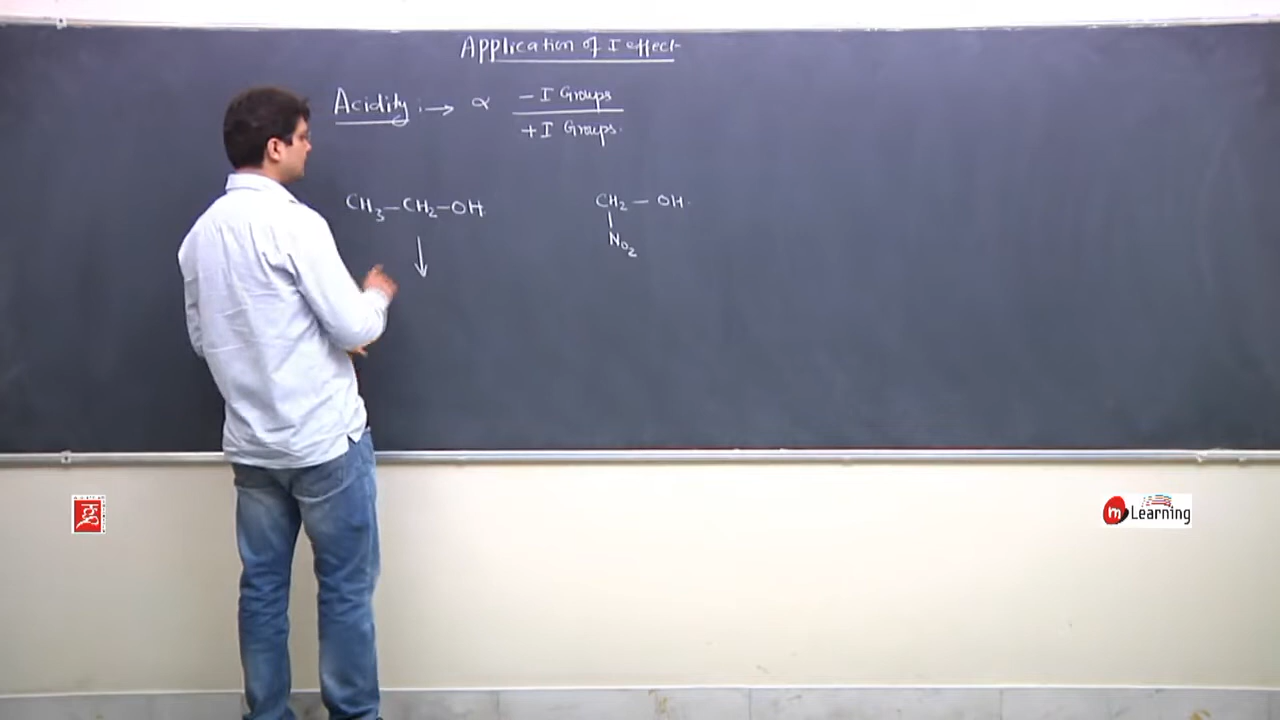 Application of I effect
Acidity :→ ∝ - I Groups
+ I Groups.
CH3-CH2-OH. CH2 - OH.
NO2
m Learning